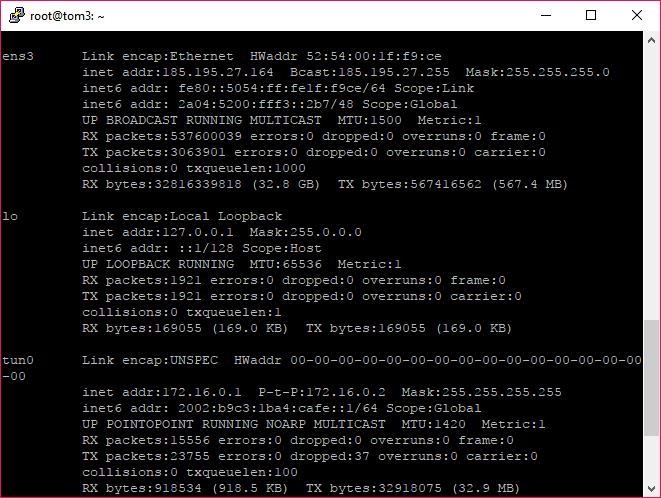 root@tom3: ~
ens3 Link encap:Ethernet HWaddr 52:54:00:1f:f9:ce
inet addr:185.195.27.164 Bcast:185.195.27.255 Mask:255.255.255.0
inet6 addr: fe80::5054:ff:fe1f:f9ce/64 Scope:Link
inet6 addr: 2a04:5200:fff3::2b7/48 Scope:Global
UP BROADCAST RUNNING MULTICAST MTU:1500 Metric:1
RX packets:537600039 errors:0 dropped:0 overruns:0 frame:0
TX packets:3063901 errors:0 dropped:0 overruns:0 carrier:0
collisions:0 txqueuelen:1000
RX bytes:32816339818 (32.8 GB) TX bytes:567416562 (567.4 MB)
lo Link encap:Local Loopback
inet addr:127.0.0.1 Mask:255.0.0.0
inet6 addr: ::1/128 Scope:Host
UP LOOPBACK RUNNING MTU:65536 Metric:1
RX packets:1921 errors:0 dropped:0 overruns:0 frame:0
TX packets:1921 errors:0 dropped:0 overruns:0 carrier:0
collisions:0 txqueuelen:1
RX bytes:169055 (169.0 KB) TX bytes:169055 (169.0 KB)
tun0 Link encap:UNSPEC HWaddr 00-00-00-00-00-00-00-00-00-00-00-00-00-00-00
-00
inet addr:172.16.0.1 P-t-P:172.16.0.2 Mask:255.255.255.255
inet6 addr: 2002:b9c3:1ba4:cafe::1/64 Scope:Global
UP POINTOPOINT RUNNING NOARP MULTICAST MTU:1420 Metric:1
RX packets:15556 errors:0 dropped:0 overruns:0 frame:0
TX packets:23755 errors:0 dropped:37 overruns:0 carrier:0
collisions:0 txqueuelen:100
RX bytes:918534 (918.5 KB) TX bytes:32918075 (32.9 MB)